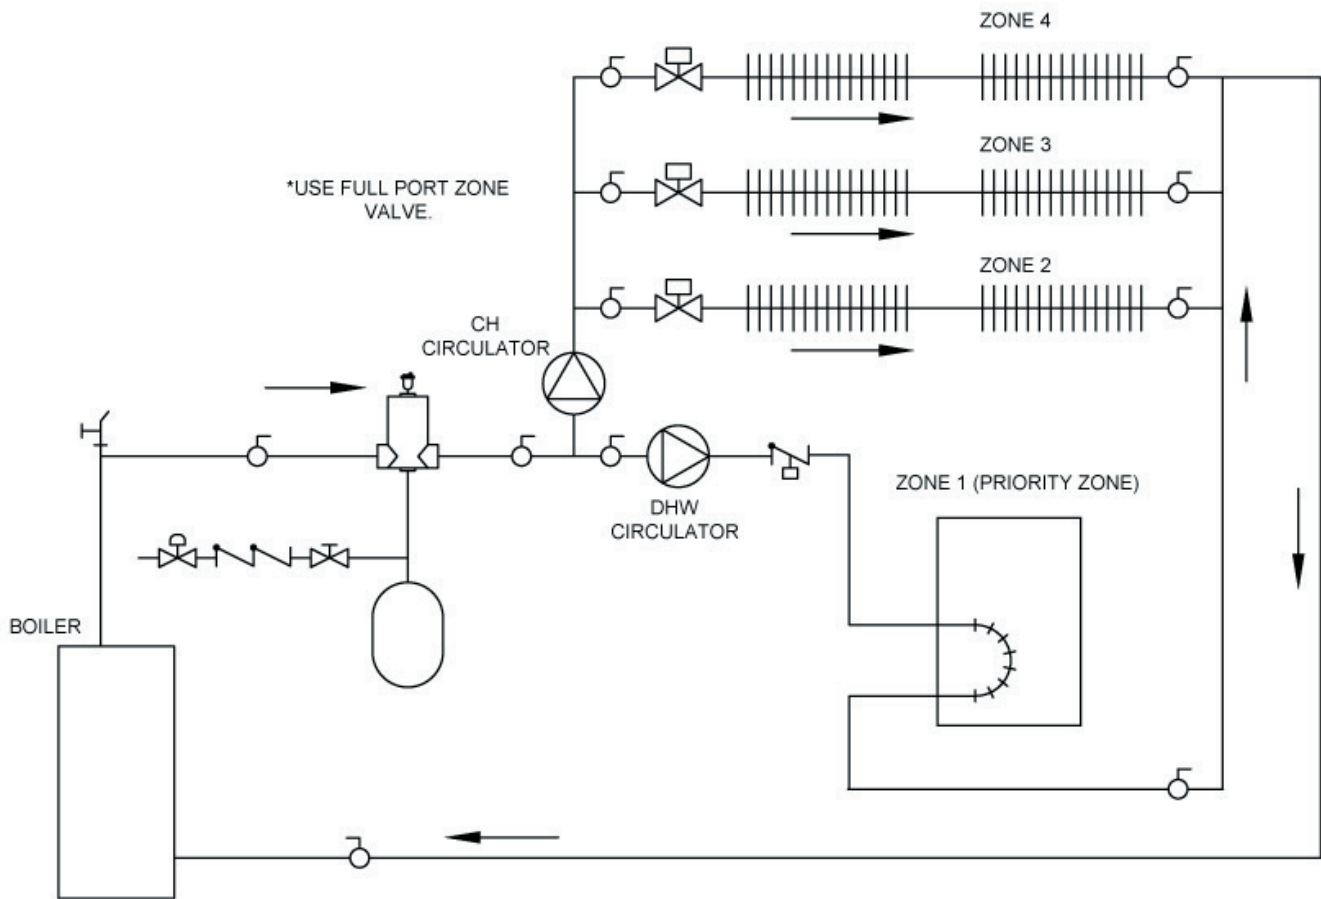 ZONE 4
ZONE 3
*USE FULL PORT ZONE
VALVE.
ZONE 2
CH
CIRCULATOR
ZONE 1 (PRIORITY ZONE)
DHW
CIRCULATOR
BOILER